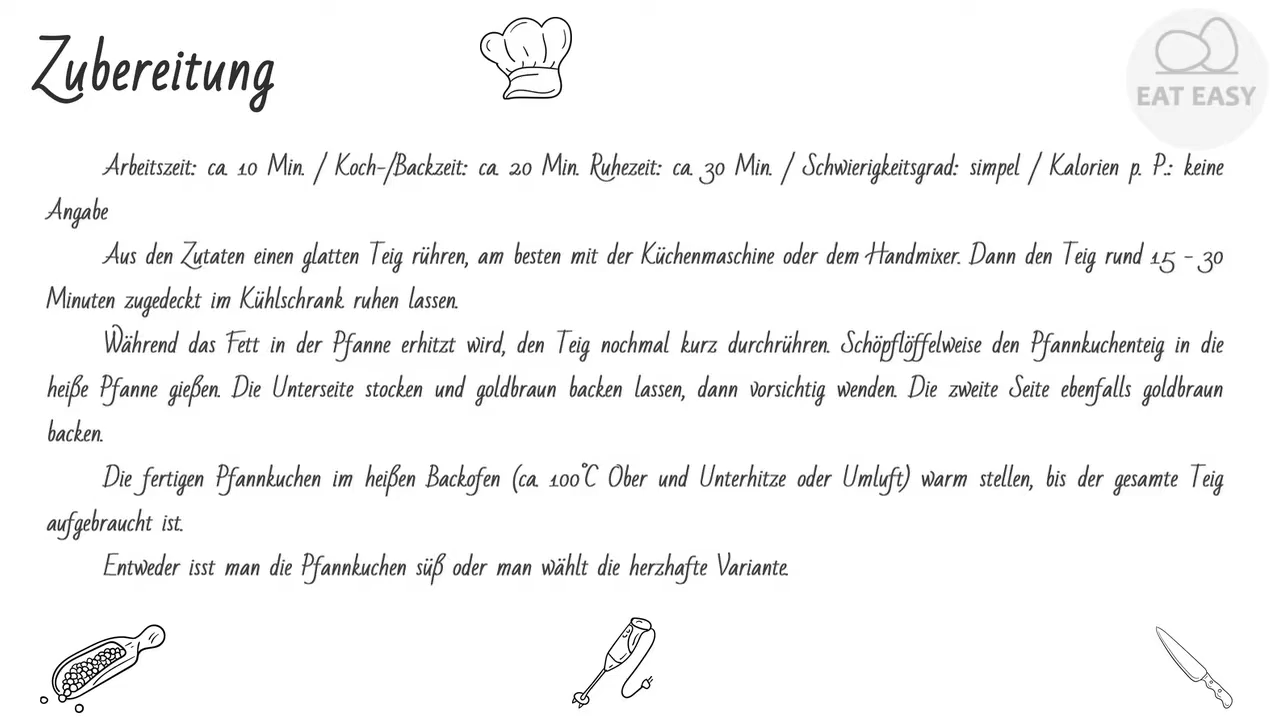 Zubereitung
EAT EASY
Arbeitszeit: ca. 10 Min. / Koch-/Backzeit: ca. 20 Min. Ruhezeit: ca. 30 Min. / Schwierigkeitsgrad: simpel / Kalorien p. P.: keine
Angabe
Aus den Zutaten einen glatten Teig rühren, am besten mit der Küchenmaschine oder dem Handmixer. Dann den Teig rund 15 - 30
Minuten zugedeckt im Kühlschrank ruhen lassen.
Während das Fett in der Pfanne erhitzt wird, den Teig nochmal kurz durchrühren. Schöpflöffelweise den Pfannkuchenteig in die
heiße Pfanne gießen. Die Unterseite stocken und goldbraun backen lassen, dann vorsichtig wenden. Die zweite Seite ebenfalls goldbraun
backen.
Die fertigen Pfannkuchen im heißen Backofen (ca. 100°C Ober und Unterhitze oder Umluft) warm stellen, bis der gesamte Teig
aufgebraucht ist.
Entweder isst man die Pfannkuchen süß oder man wählt die herzhafte Variante.